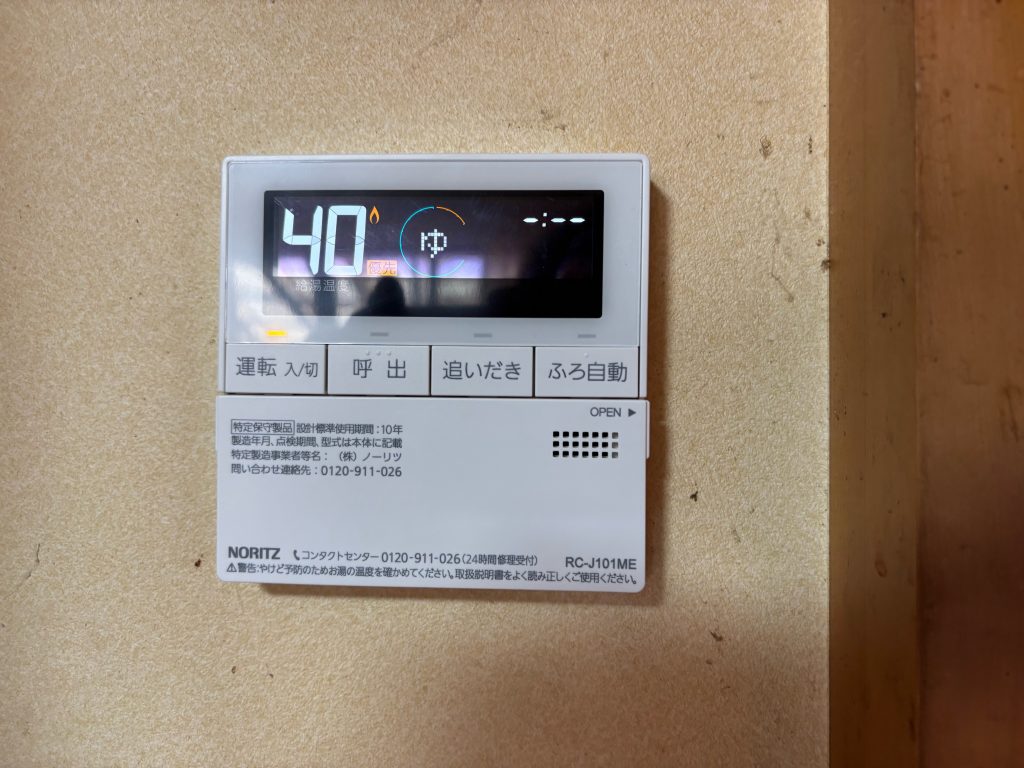 40
優先
ゆ
-:--
給湯温度
運転 入/切
呼出
追いだき
ふろ自動
OPEN ▶
特定保守製品 設計標準使用期間:10年
製造年月、点検期間、型式は本体に記載
特定製造事業者等名:(株)ノーリツ
問い合わせ連絡先:0120-911-026
NORITZ コンタクトセンター 0120-911-026(24時間修理受付) RC-J101ME
⚠警告:やけど予防のためお湯の温度を確かめてください。取扱説明書をよく読み正しくご使用ください。